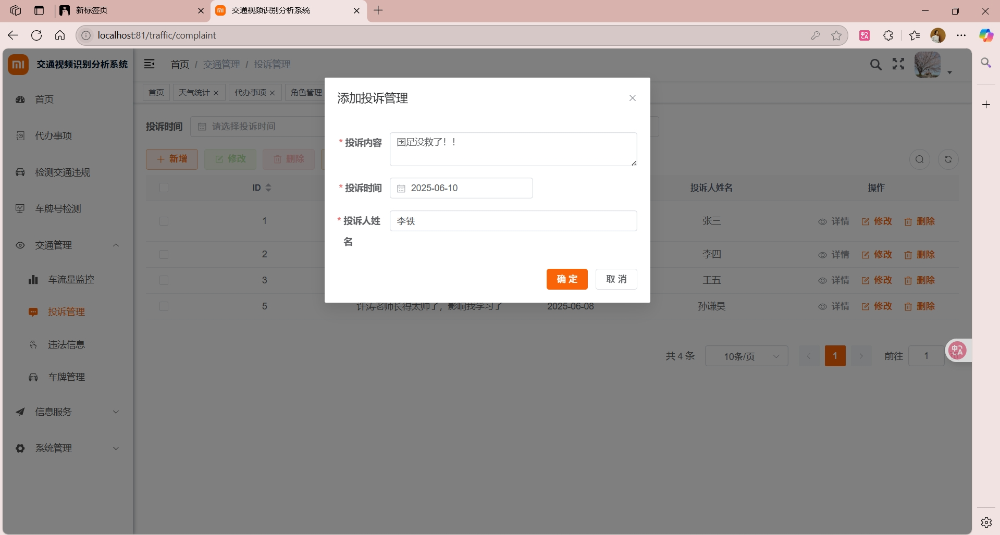 新标签页
交通视频识别分析系统
localhost:81/traffic/complaint
mi 交通视频识别分析系统
首页 / 交通管理 / 投诉管理
首页
天气统计
代办事项
角色管理
首页
代办事项
检测交通违规
车牌号检测
交通管理
车流量监控
投诉管理
违法信息
车牌管理
信息服务
系统管理
投诉时间 请选择投诉时间
新增 修改 删除
ID 投诉人姓名 操作
1 张三 详情 修改 删除
2 李四 详情 修改 删除
3 王五 详情 修改 删除
5 许涛老师长得太帅了，影响我学习了 2025-06-08 孙谦昊 详情 修改 删除
共 4 条 10条/页 1 前往 1
添加投诉管理
* 投诉内容 国足没救了！！
* 投诉时间 2025-06-10
* 投诉人姓名 李铁
确 定 取 消